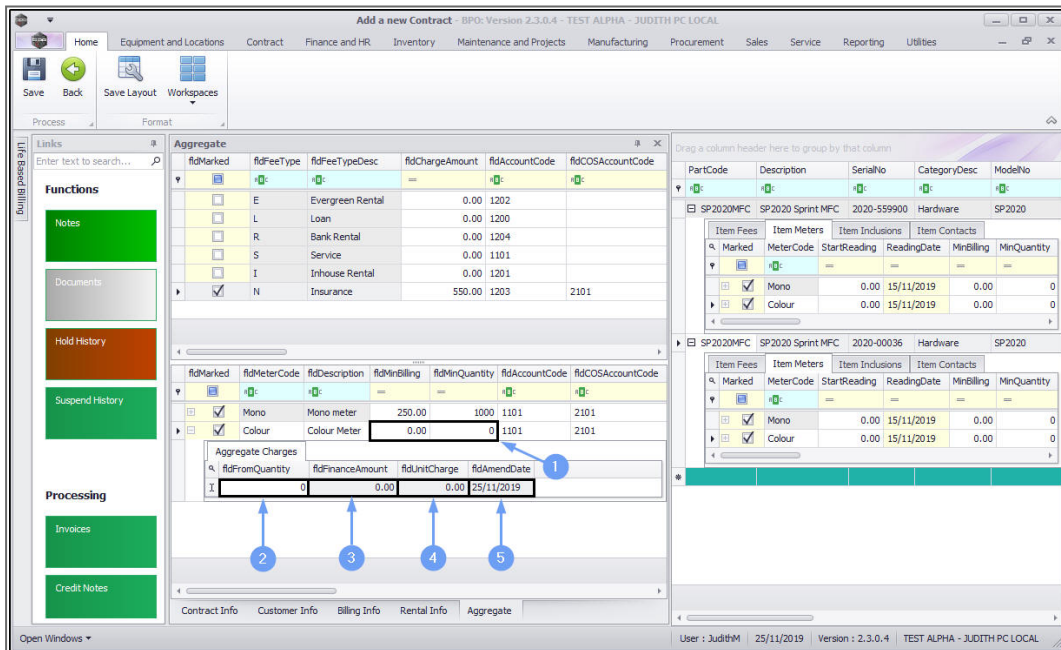 Add a new Contract - BPO: Version 2.3.0.4 - TEST ALPHA - JUDITH PC LOCAL
Home Equipment and Locations Contract Finance and HR Inventory Maintenance and Projects Manufacturing Procurement Sales Service Reporting Utilities
Save Back Save Layout Workspaces
Process Format
Life Based Billing
Links
Enter text to search...
Functions
Notes
Documents
Hold History
Suspend History
Processing
Invoices
Credit Notes
Aggregate
fldMarked fldFeeType fldFeeTypeDesc fldChargeAmount fldAccountCode fldCOSAccountCode
E Evergreen Rental 0.00 1202
L Loan 0.00 1200
R Bank Rental 0.00 1204
S Service 0.00 1101
I Inhouse Rental 0.00 1201
N Insurance 550.00 1203 2101
fldMarked fldMeterCode fldDescription fldMinBilling fldMinQuantity fldAccountCode fldCOSAccountCode
Mono Mono meter 250.00 1000 1101 2101
Colour Colour Meter 0.00 0 1101 2101
Aggregate Charges
1
fldFromQuantity fldFinanceAmount fldUnitCharge fldAmendDate
0 0.00 0.00 25/11/2019
2 3 4 5
Contract Info Customer Info Billing Info Rental Info Aggregate
Drag a column header here to group by that column
PartCode Description SerialNo CategoryDesc ModelNo
SP2020MFC SP2020 Sprint MFC 2020-559900 Hardware SP2020
Item Fees Item Meters Item Inclusions Item Contacts
Marked MeterCode StartReading ReadingDate MinBilling MinQuantity
Mono 0.00 15/11/2019 0.00 0
Colour 0.00 15/11/2019 0.00 0
SP2020MFC SP2020 Sprint MFC 2020-00036 Hardware SP2020
Item Fees Item Meters Item Inclusions Item Contacts
Marked MeterCode StartReading ReadingDate MinBilling MinQuantity
Mono 0.00 15/11/2019 0.00 0
Colour 0.00 15/11/2019 0.00 0
Open Windows User : JudithM 25/11/2019 Version : 2.3.0.4 TEST ALPHA - JUDITH PC LOCAL